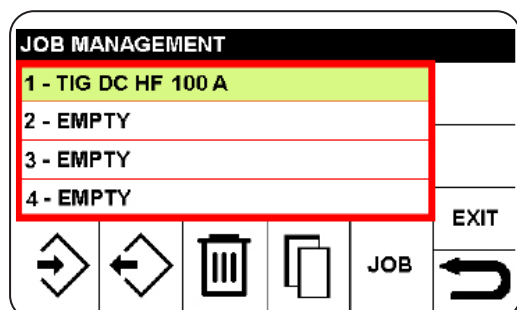 JOB MANAGEMENT
1 - TIG DC HF 100 A
2 - EMPTY
3 - EMPTY
4 - EMPTY
EXIT
JOB